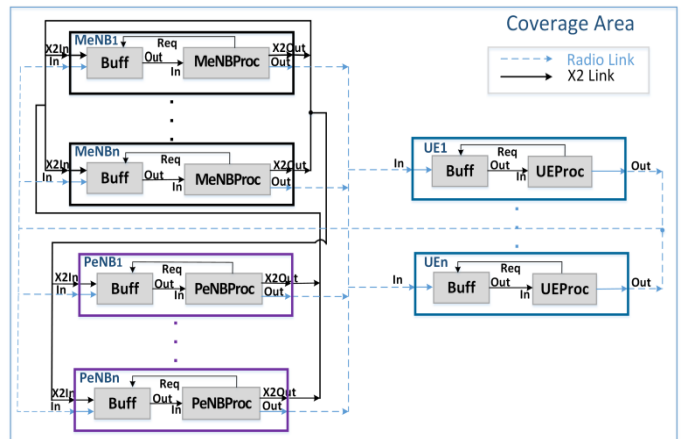 Coverage Area
Radio Link
X2 Link
MeNB1
Req
X2In
X2Out
In
Buff
Out
In
MeNBProc
Out
MeNBn
Req
X2In
X2Out
In
Buff
Out
In
MeNBProc
Out
PeNB1
Req
X2In
X2Out
In
Buff
Out
In
PeNBProc
Out
PeNBn
Req
X2In
X2Out
In
Buff
Out
In
PeNBProc
Out
UE1
Req
In
Buff
Out
In
UEProc
Out
UEn
Req
In
Buff
Out
In
UEProc
Out